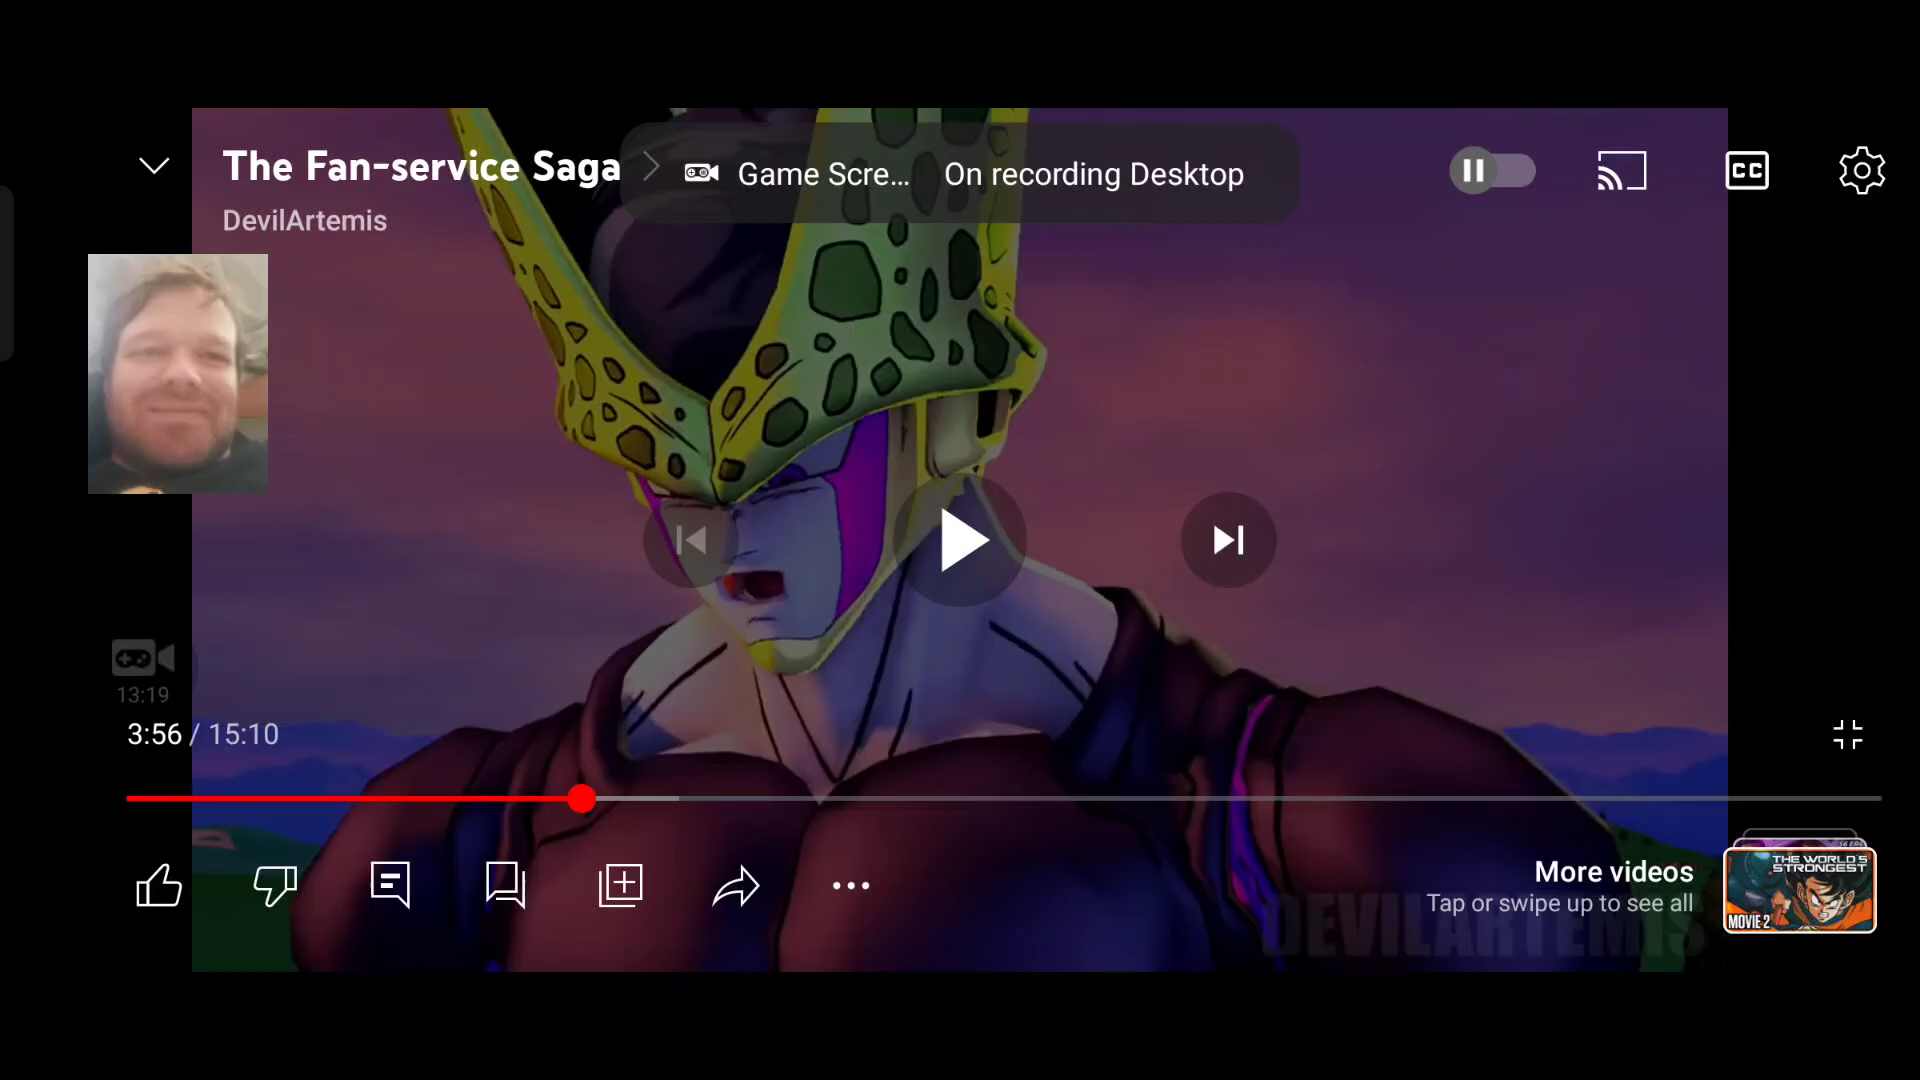 The Fan-service Saga
Game Scre... On recording Desktop
CC
DevilArtemis
13:19
3:56 / 15:10
More videos
Tap or swipe up to see all
THE WORLD'S
STRONGEST
MOVIE 2
DEVILARTEMIS